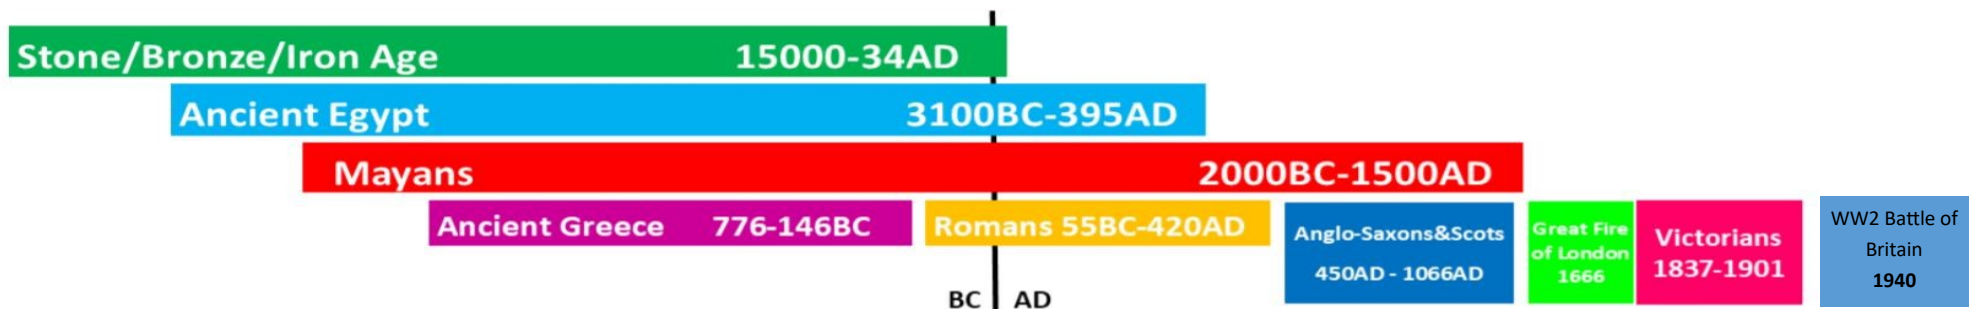 Stone/Bronze/Iron Age 15000-34AD
Ancient Egypt 3100BC-395AD
Mayans 2000BC-1500AD
Ancient Greece 776-146BC
Romans 55BC-420AD
Anglo-Saxons&Scots
450AD - 1066AD
Great Fire
of London
1666
Victorians
1837-1901
WW2 Battle of
Britain
1940
BC AD